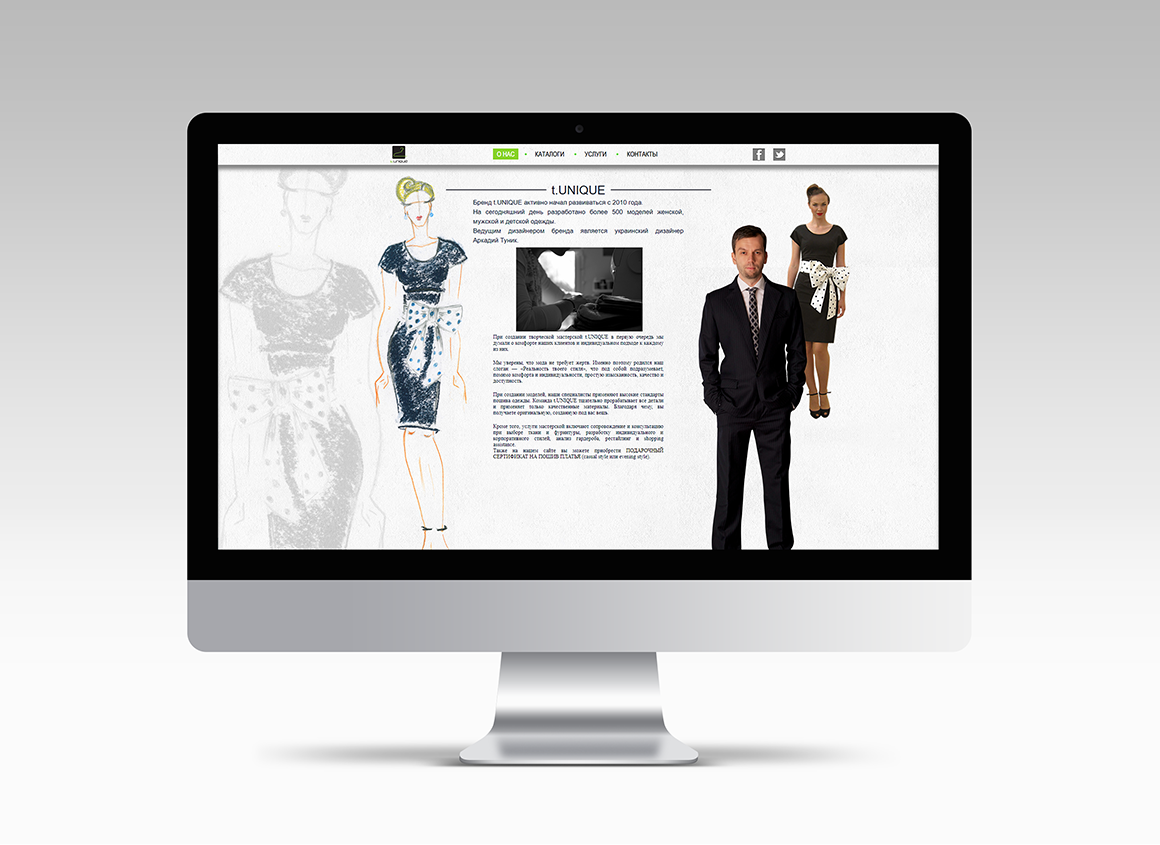 t.UNIQUE
О НАС • КАТАЛОГИ • УСЛУГИ • КОНТАКТЫ
t.UNIQUE
Бренд t.UNIQUE активно начал развиваться с 2010 года.
На сегодняшний день разработано более 500 моделей женской,
мужской и детской одежды.
Ведущим дизайнером бренда является украинский дизайнер
Аркадий Туник.
При создании творческой мастерской t.UNIQUE в первую очередь мы
думали о комфорте наших клиентов и индивидуальном подходе к каждому
из них.
Мы уверены, что мода не требует жертв. Именно поэтому родился наш
слоган — «Реальность твоего стиля», что под собой подразумевает,
помимо комфорта и индивидуальности, простую изысканность, качество и
доступность.
При создании моделей, наши специалисты применяют высокие стандарты
пошива одежды. Команда t.UNIQUE тщательно прорабатывает все детали
и применяет только качественные материалы. Благодаря чему, вы
получаете оригинальную, созданную под вас вещь.
Кроме того, услуги мастерской включают сопровождение и консультацию
при выборе ткани и фурнитуры, разработку индивидуального и
корпоративного стилей, анализ гардероба, рестайлинг и shopping
assistance.
Также на нашем сайте вы можете приобрести ПОДАРОЧНЫЙ
СЕРТИФИКАТ НА ПОШИВ ПЛАТЬЯ (casual style или evening style).